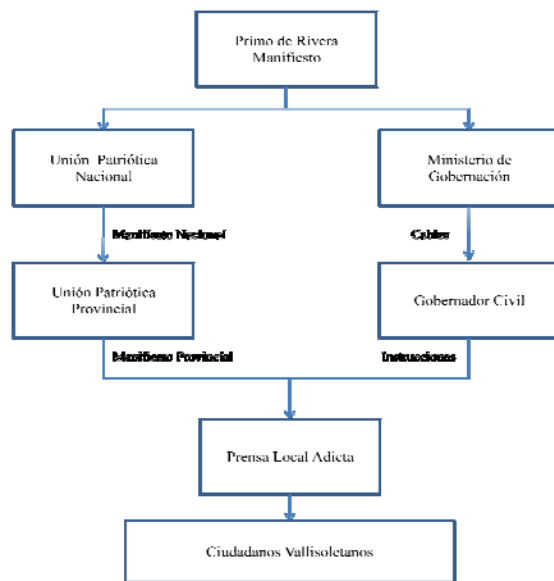 Primo de Rivera
Manifiesto
Unión Patriótica
Nacional
Ministerio de
Gobernación
Manifiesto Nacional
Cables
Unión Patriótica
Provincial
Gobernador Civil
Manifiesto Provincial
Instrucciones
Prensa Local Adicta
Ciudadanos Vallisoletanos